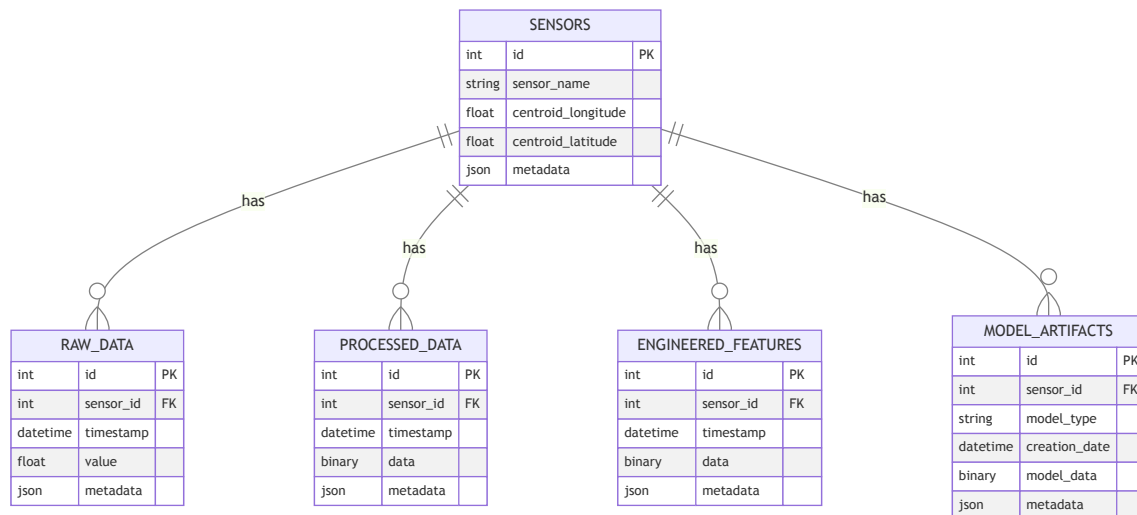 SENSORS
int id PK
string sensor_name
float centroid_longitude
float centroid_latitude
json metadata
has
has
has
has
RAW_DATA
int id PK
int sensor_id FK
datetime timestamp
float value
json metadata
PROCESSED_DATA
int id PK
int sensor_id FK
datetime timestamp
binary data
json metadata
ENGINEERED_FEATURES
int id PK
int sensor_id FK
datetime timestamp
binary data
json metadata
MODEL_ARTIFACTS
int id PK
int sensor_id FK
string model_type
datetime creation_date
binary model_data
json metadata